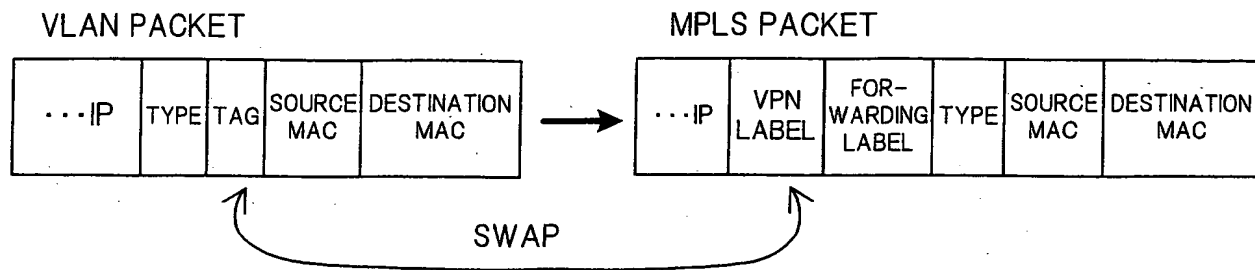 VLAN PACKET
···IP
TYPE
TAG
SOURCE
MAC
DESTINATION
MAC
MPLS PACKET
···IP
VPN
LABEL
FOR-
WARDING
LABEL
TYPE
SOURCE
MAC
DESTINATION
MAC
SWAP